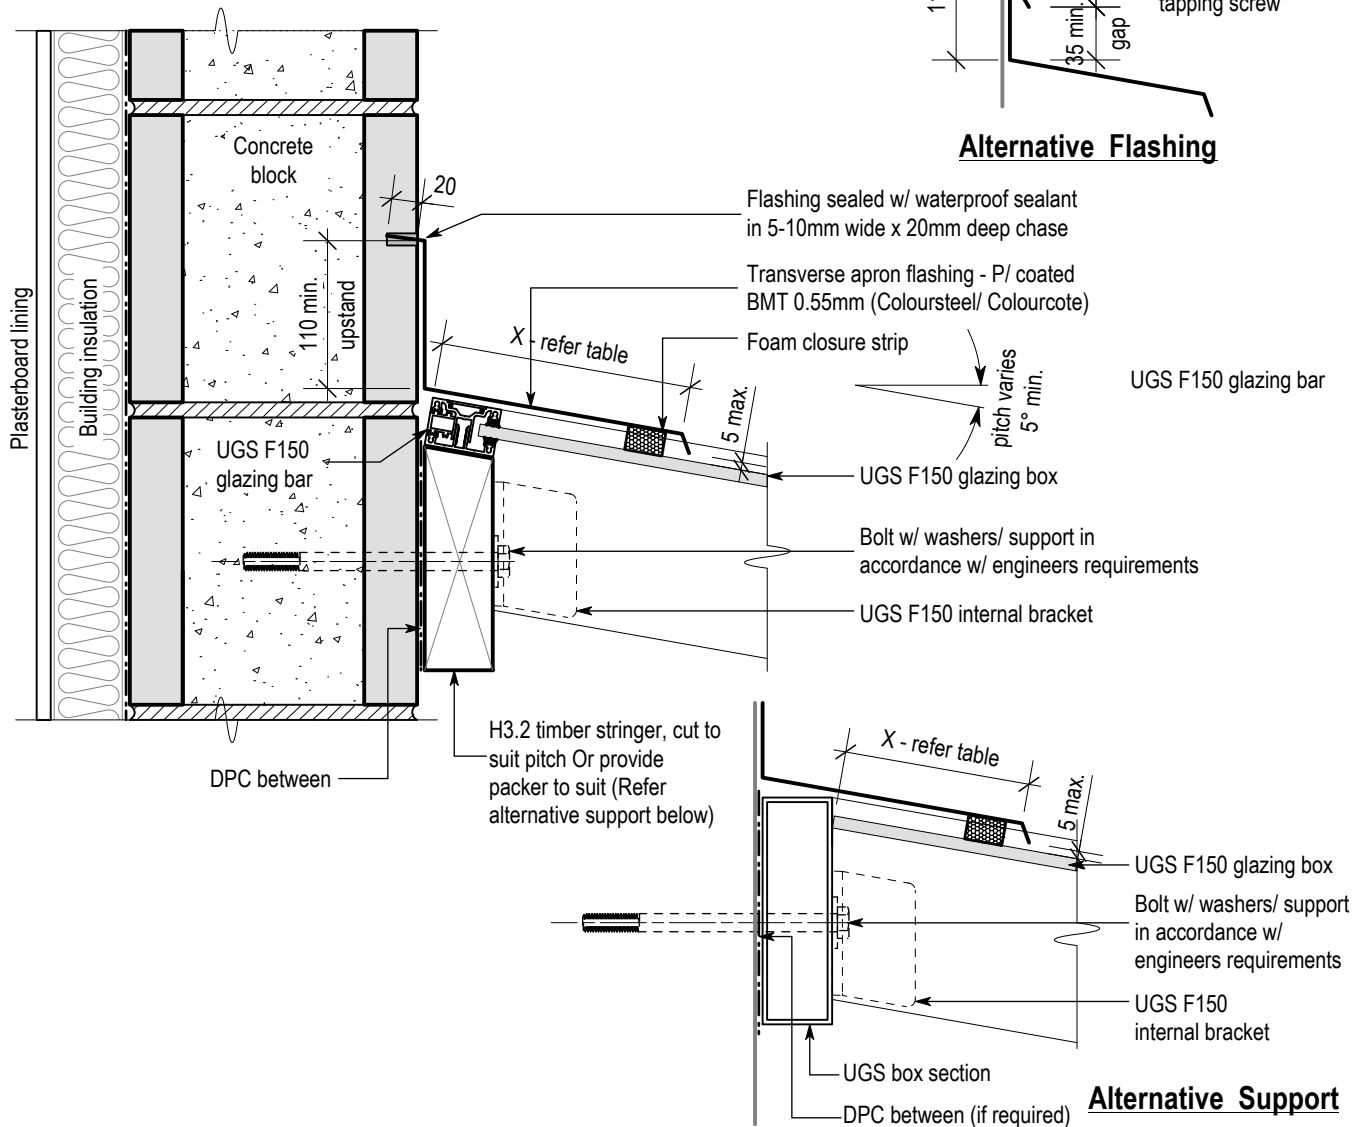 tapping screw
35 min.
gap
Alternative Flashing
Concrete
block
20
Flashing sealed w/ waterproof sealant
in 5-10mm wide x 20mm deep chase
Transverse apron flashing - P/ coated
BMT 0.55mm (Coloursteel/ Colourcote)
Foam closure strip
110 min.
upstand
X - refer table
5 max.
pitch varies
5° min.
UGS F150 glazing bar
Plasterboard lining
Building insulation
UGS F150
glazing bar
UGS F150 glazing box
Bolt w/ washers/ support in
accordance w/ engineers requirements
UGS F150 internal bracket
DPC between
H3.2 timber stringer, cut to
suit pitch Or provide
packer to suit (Refer
alternative support below)
X - refer table
5 max.
UGS F150 glazing box
Bolt w/ washers/ support
in accordance w/
engineers requirements
UGS F150
internal bracket
UGS box section
DPC between (if required)
Alternative Support